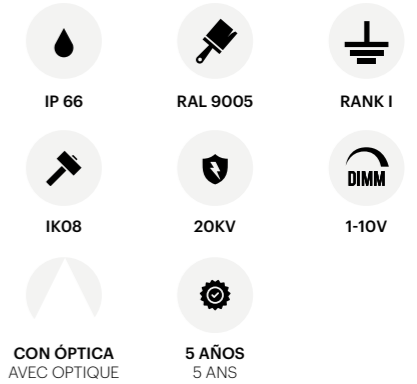 IP 66
RAL 9005
RANK I
IK08
20KV
DIMM
1-10V
CON ÓPTICA
AVEC OPTIQUE
5 AÑOS
5 ANS